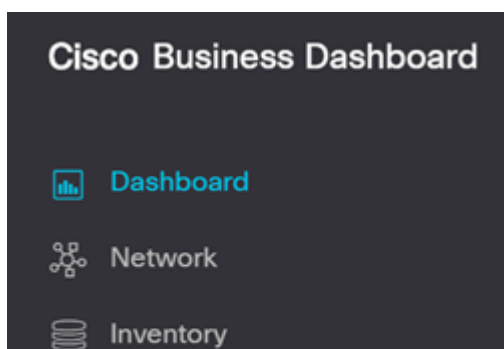 Cisco Business Dashboard
Dashboard
Network
Inventory